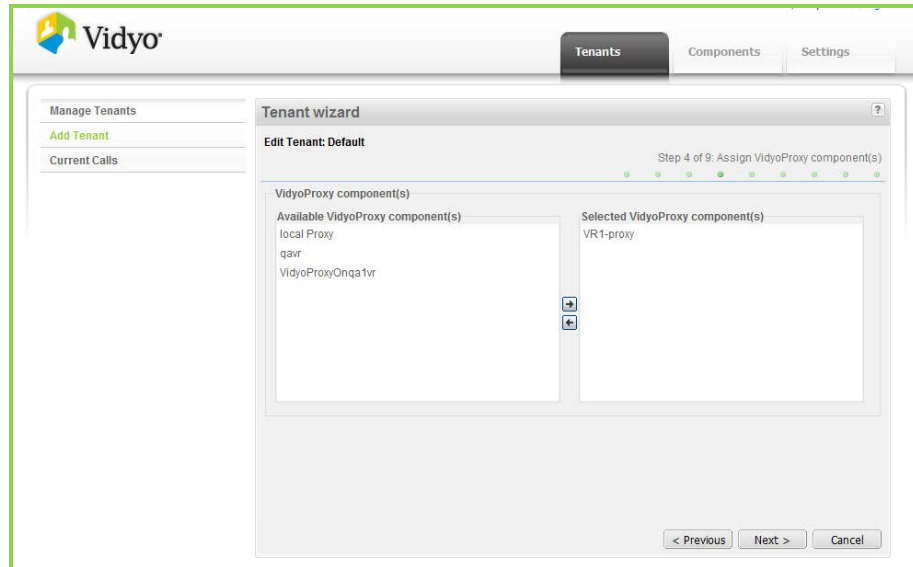 Vidyo
Tenants
Components
Settings
Manage Tenants
Add Tenant
Current Calls
Tenant wizard
?
Edit Tenant: Default
Step 4 of 9: Assign VidyoProxy component(s)
VidyoProxy component(s)
Available VidyoProxy component(s)
local Proxy
qavr
VidyoProxyOnqa1vr
Selected VidyoProxy component(s)
VR1-proxy
< Previous
Next >
Cancel